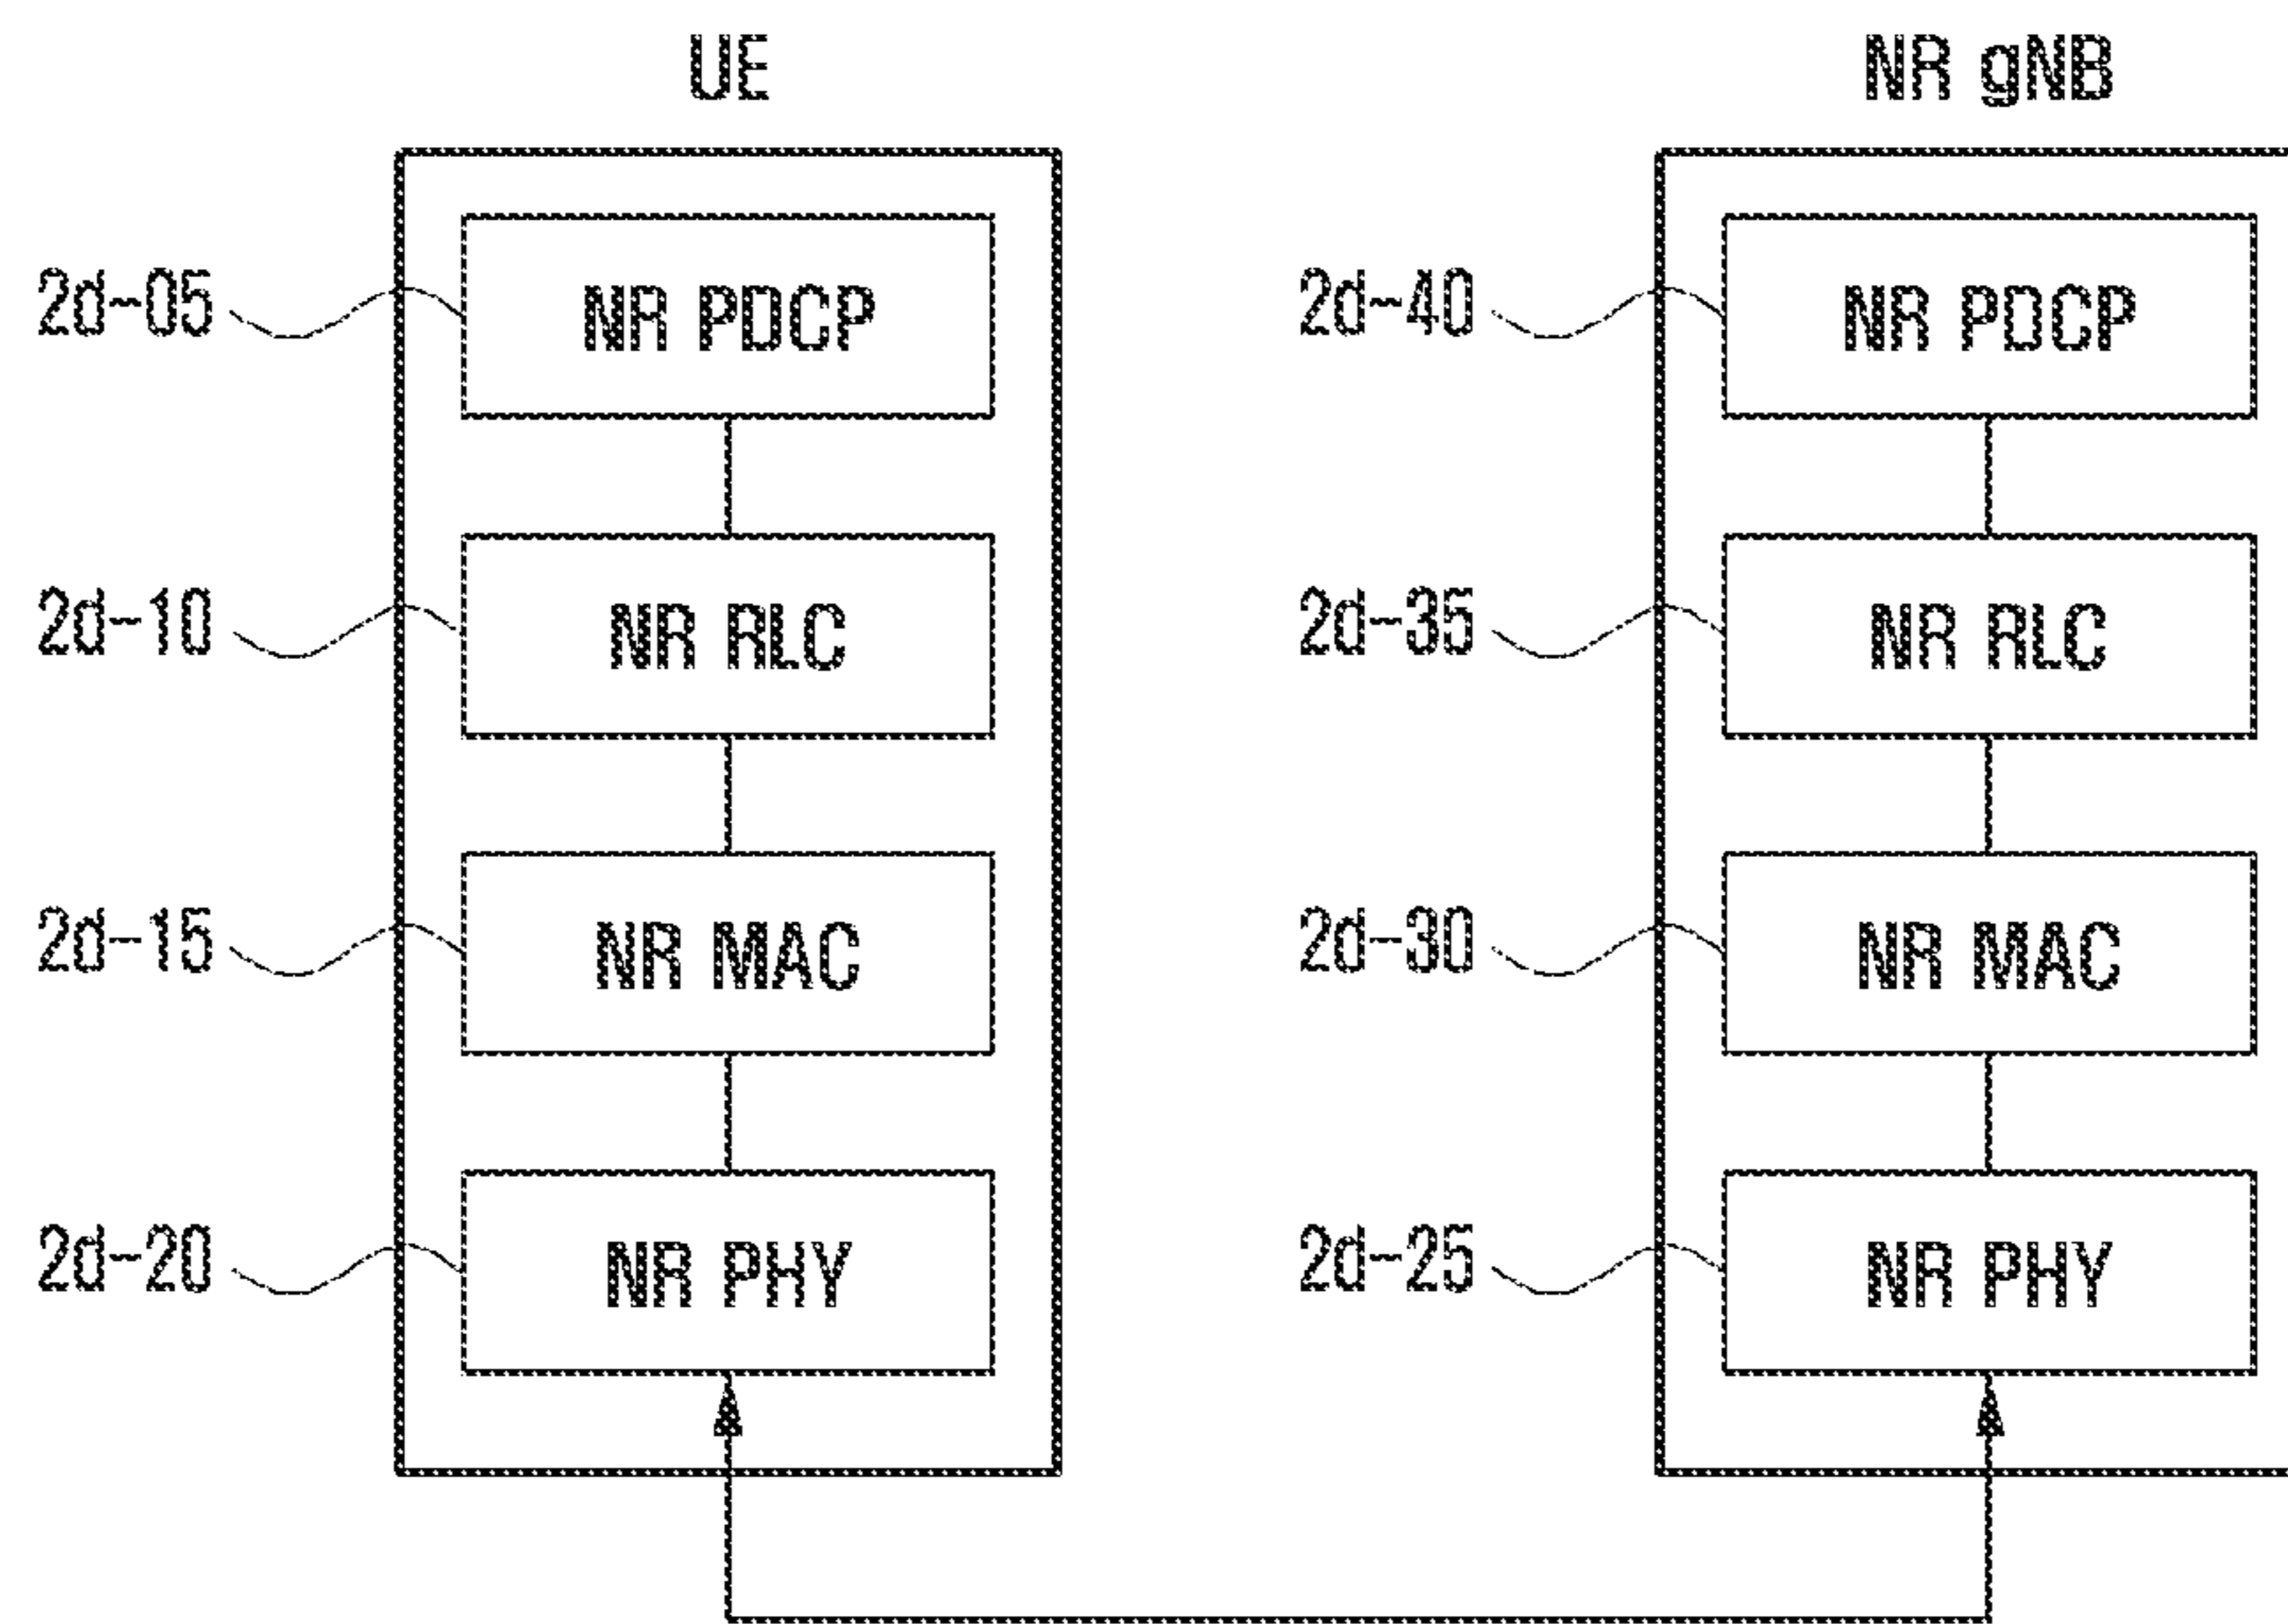 UE
NR gNB
2d-05
NR PDCP
2d-40
NR PDCP
2d-10
NR RLC
2d-35
NR RLC
2d-15
NR MAC
2d-30
NR MAC
2d-20
NR PHY
2d-25
NR PHY